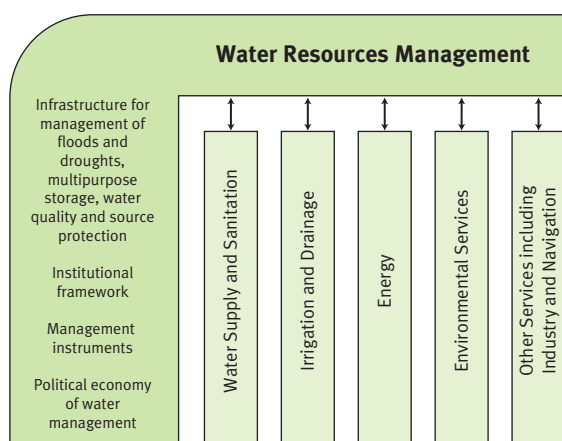 Water Resources Management
Infrastructure for
management of
floods and
droughts,
multipurpose
storage, water
quality and source
protection
Institutional
framework
Management
instruments
Political economy
of water
management
Water Supply and Sanitation
Irrigation and Drainage
Energy
Environmental Services
Other Services including
Industry and Navigation